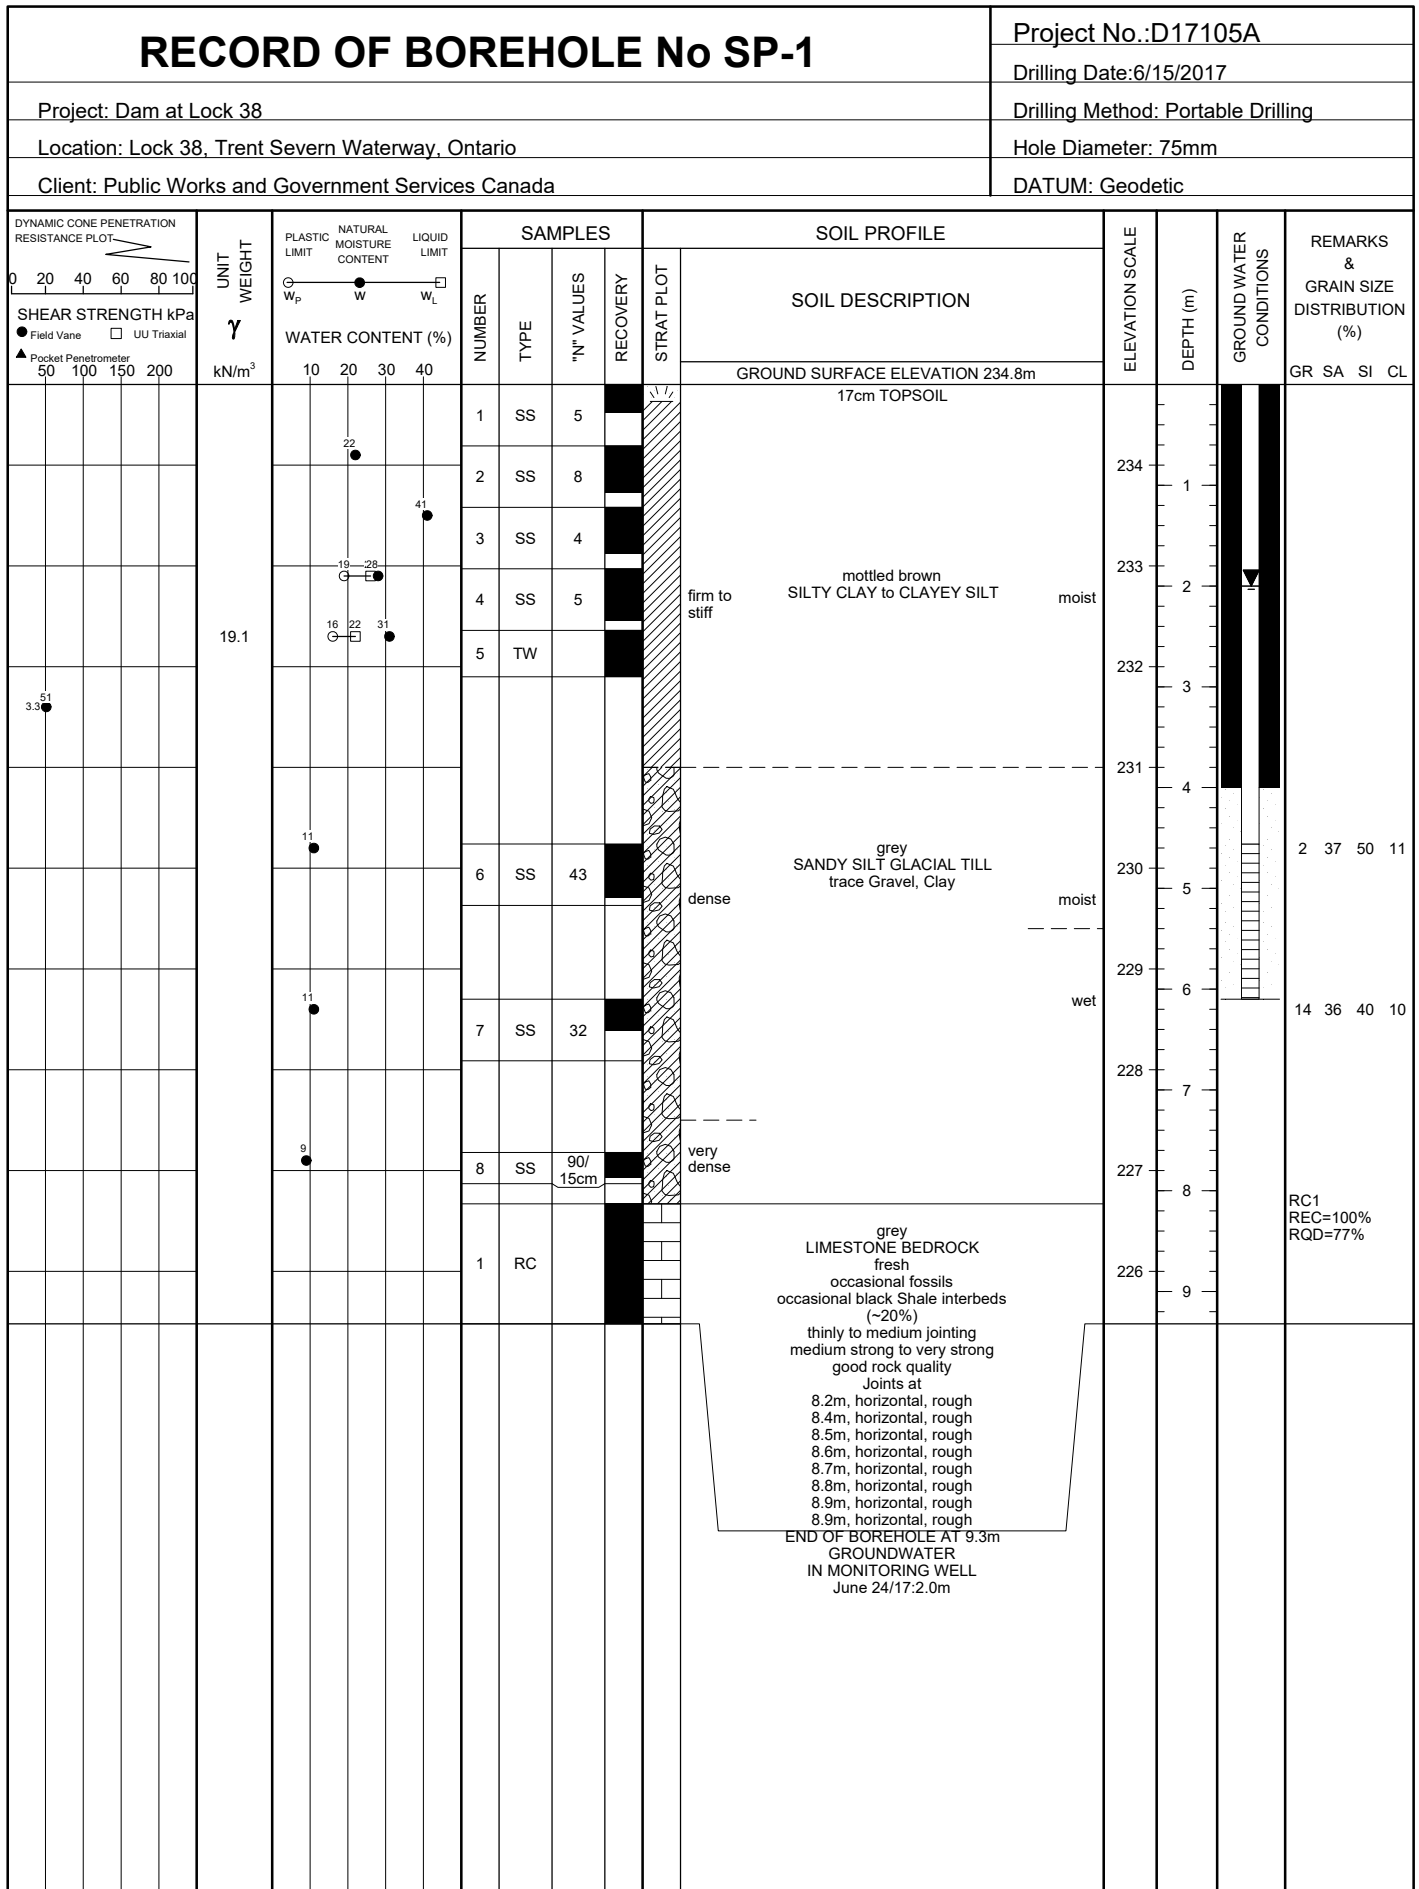 RECORD OF BOREHOLE No SP-1
Project No.:D17105A
Drilling Date:6/15/2017
Project: Dam at Lock 38
Drilling Method: Portable Drilling
Location: Lock 38, Trent Severn Waterway, Ontario
Hole Diameter: 75mm
Client: Public Works and Government Services Canada
DATUM: Geodetic
DYNAMIC CONE PENETRATION
RESISTANCE PLOT
0 20 40 60 80 100
SHEAR STRENGTH kPa
Field Vane UU Triaxial
Pocket Penetrometer
50 100 150 200
UNIT
WEIGHT
γ
kN/m³
PLASTIC
LIMIT
NATURAL
MOISTURE
CONTENT
LIQUID
LIMIT
WP W WL
WATER CONTENT (%)
10 20 30 40
SAMPLES
NUMBER
TYPE
"N" VALUES
RECOVERY
SOIL PROFILE
STRAT PLOT
SOIL DESCRIPTION
GROUND SURFACE ELEVATION 234.8m
ELEVATION SCALE
DEPTH (m)
GROUND WATER
CONDITIONS
REMARKS
&
GRAIN SIZE
DISTRIBUTION
(%)
GR SA SI CL
17cm TOPSOIL
1 SS 5
22
234
2 SS 8
1
41
3 SS 4
233
19 28
mottled brown
SILTY CLAY to CLAYEY SILT
2
4 SS 5
firm to
stiff
moist
16 22 31
19.1
5 TW
232
3
51
3.3
231
4
11
grey
SANDY SILT GLACIAL TILL
trace Gravel, Clay
2 37 50 11
230
6 SS 43
5
dense
moist
229
6
11
wet
14 36 40 10
7 SS 32
228
7
9
very
dense
8 SS 90/
15cm
227
8
RC1
REC=100%
RQD=77%
1 RC
226
9
grey
LIMESTONE BEDROCK
fresh
occasional fossils
occasional black Shale interbeds
(~20%)
thinly to medium jointing
medium strong to very strong
good rock quality
Joints at
8.2m, horizontal, rough
8.4m, horizontal, rough
8.5m, horizontal, rough
8.6m, horizontal, rough
8.7m, horizontal, rough
8.8m, horizontal, rough
8.9m, horizontal, rough
8.9m, horizontal, rough
END OF BOREHOLE AT 9.3m
GROUNDWATER
IN MONITORING WELL
June 24/17:2.0m